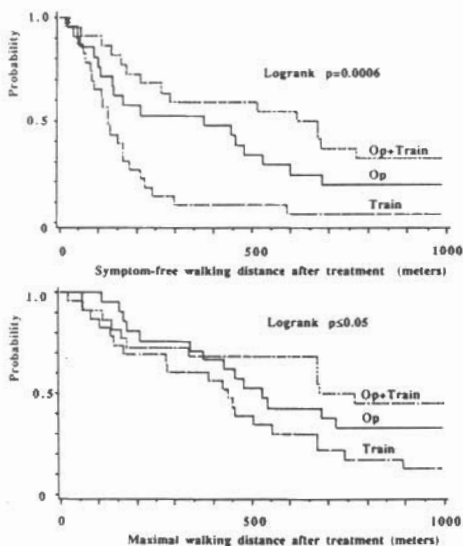 Probability
1.0
0.5
0
Logrank p=0.0006
Op+Train
Op
Train
0
500
1000
Symptom-free walking distance after treatment (meters)
Probability
1.0
0.5
0
Logrank p≤0.05
Op+Train
Op
Train
0
500
1000
Maximal walking distance after treatment (meters)